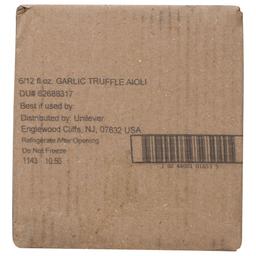 6/12 fl.oz. GARLIC TRUFFLE AIOLI
DU# 62688317
Best if used by:
Distributed by: Unilever
Englewood Cliffs, NJ, 07632 USA
Refrigerate After Opening
Do Not Freeze
1143 10:50